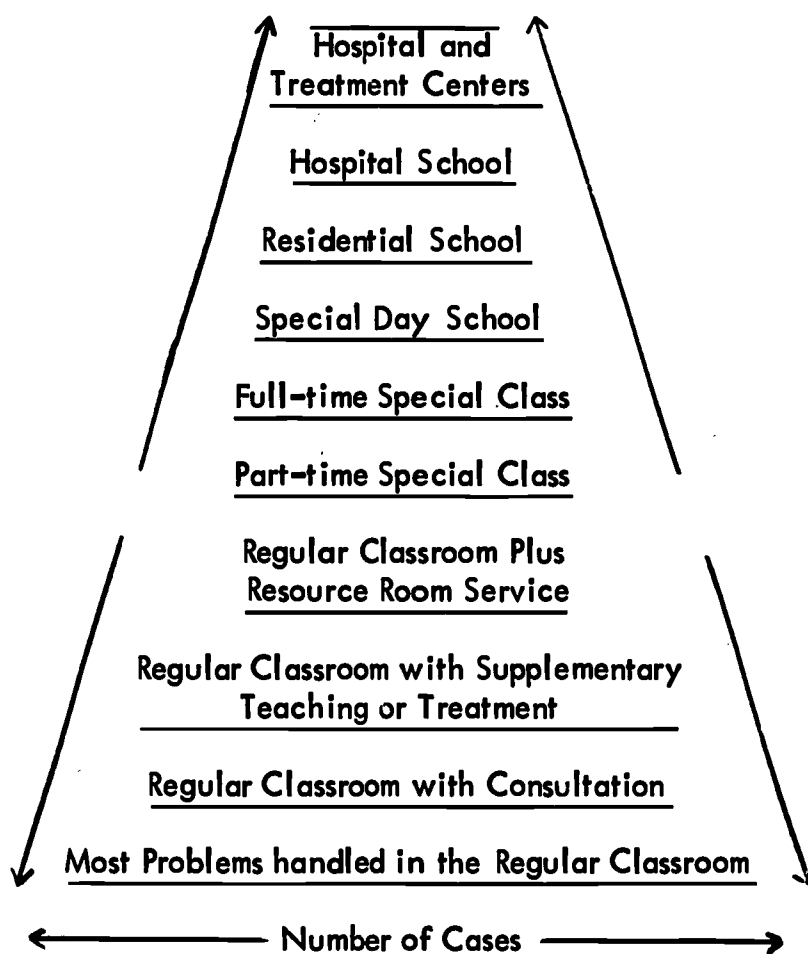 Hospital and
Treatment Centers
Hospital School
Residential School
Special Day School
Full-time Special Class
Part-time Special Class
Regular Classroom Plus
Resource Room Service
Regular Classroom with Supplementary
Teaching or Treatment
Regular Classroom with Consultation
Most Problems handled in the Regular Classroom
Number of Cases